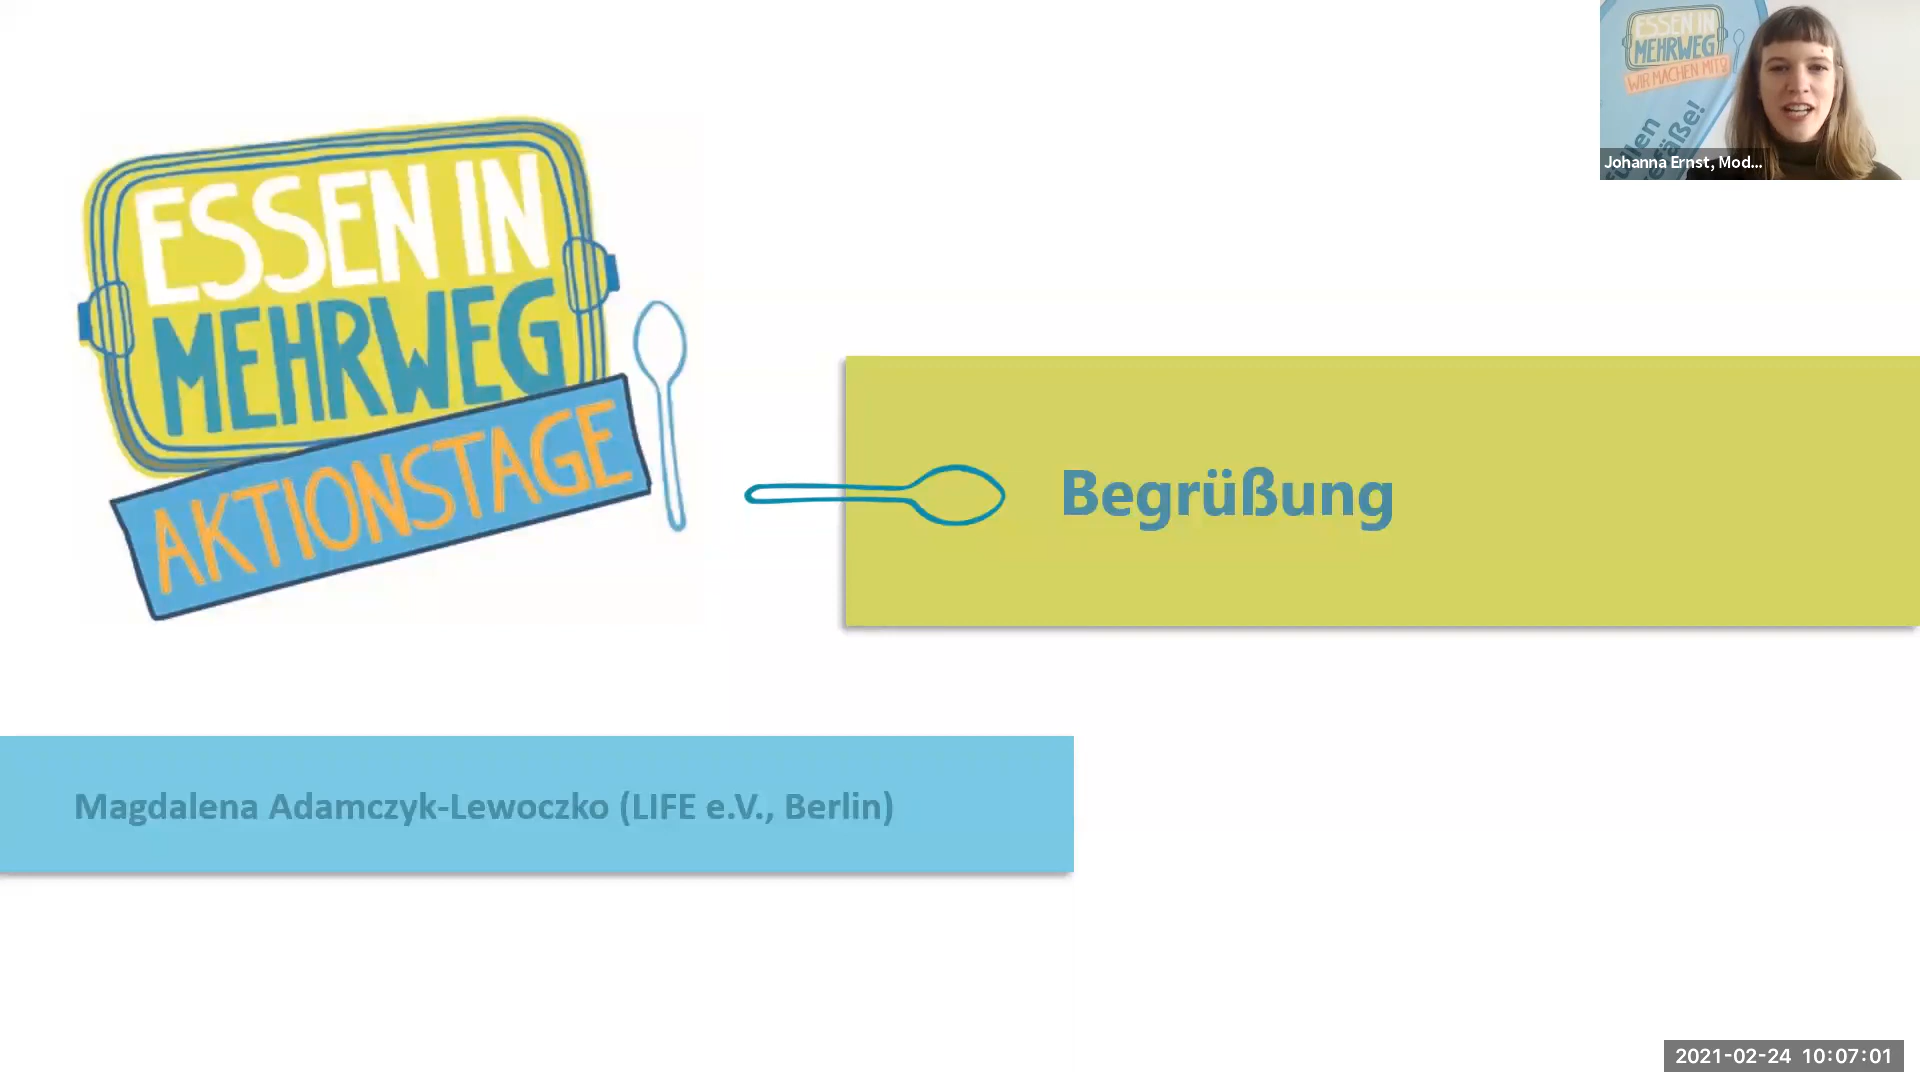 ESSEN IN
MEHRWEG
AKTIONSTAGE
Begrüßung
Magdalena Adamczyk-Lewoczko (LIFE e.V., Berlin)
ESSEN IN
MEHRWEG
WIR MACHEN MIT!
Johanna Ernst, Mod...
2021-02-24 10:07:01